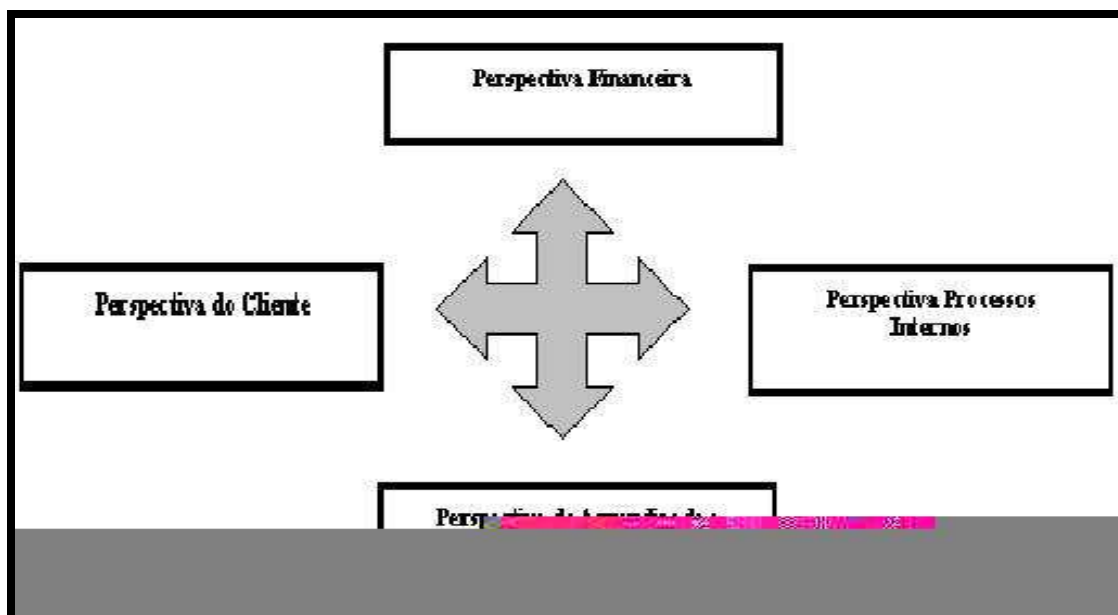 Perspectiva Financeira
Perspectiva do Cliente
Perspectiva Processos
Internos